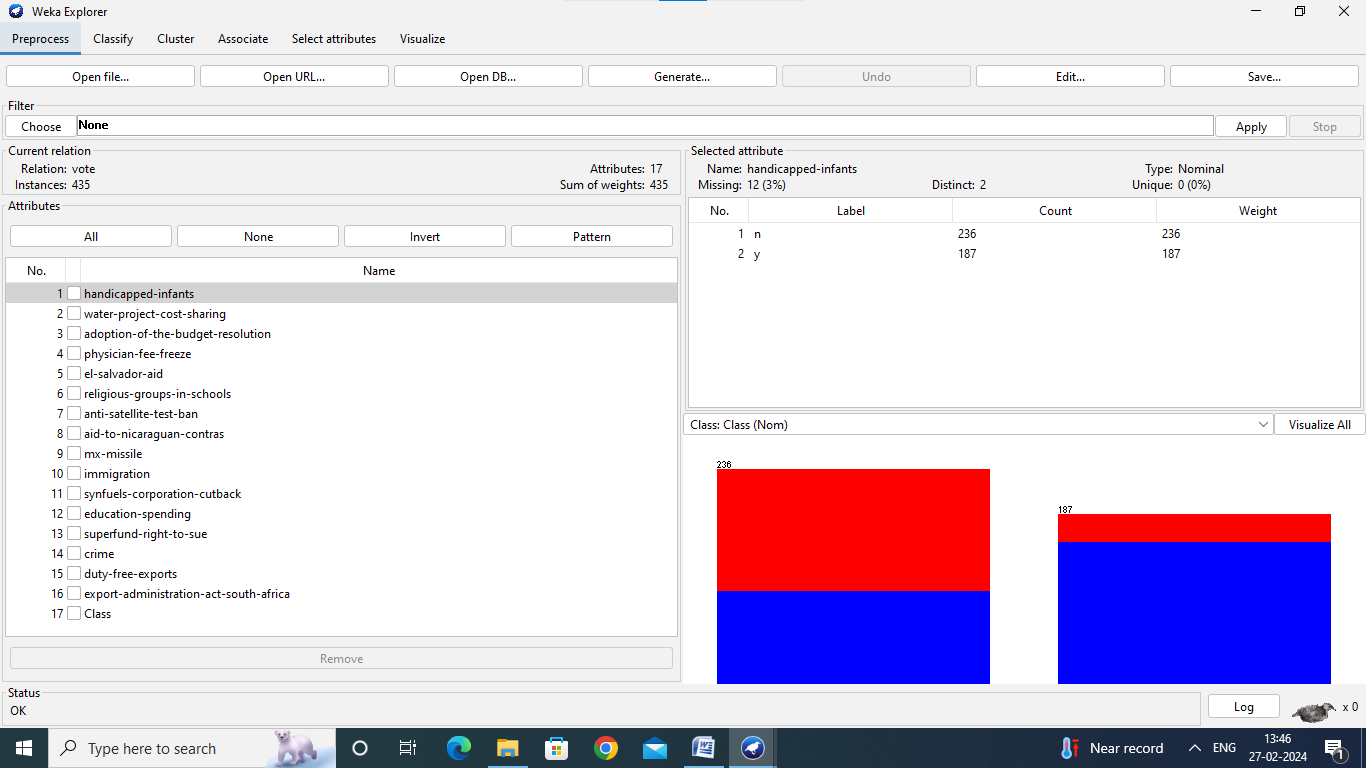 Weka Explorer
Preprocess Classify Cluster Associate Select attributes Visualize
Open file... Open URL... Open DB... Generate... Undo Edit... Save...
Filter
Choose None Apply Stop
Current relation
Relation: vote Attributes: 17
Instances: 435 Sum of weights: 435
Attributes
All None Invert Pattern
No. Name
1 handicapped-infants
2 water-project-cost-sharing
3 adoption-of-the-budget-resolution
4 physician-fee-freeze
5 el-salvador-aid
6 religious-groups-in-schools
7 anti-satellite-test-ban
8 aid-to-nicaraguan-contras
9 mx-missile
10 immigration
11 synfuels-corporation-cutback
12 education-spending
13 superfund-right-to-sue
14 crime
15 duty-free-exports
16 export-administration-act-south-africa
17 Class
Remove
Selected attribute
Name: handicapped-infants Type: Nominal
Missing: 12 (3%) Distinct: 2 Unique: 0 (0%)
No. Label Count Weight
1 n 236 236
2 y 187 187
Class: Class (Nom) Visualize All
236
187
Status
OK
Log x 0
Type here to search
Near record ENG 13:46
27-02-2024
1